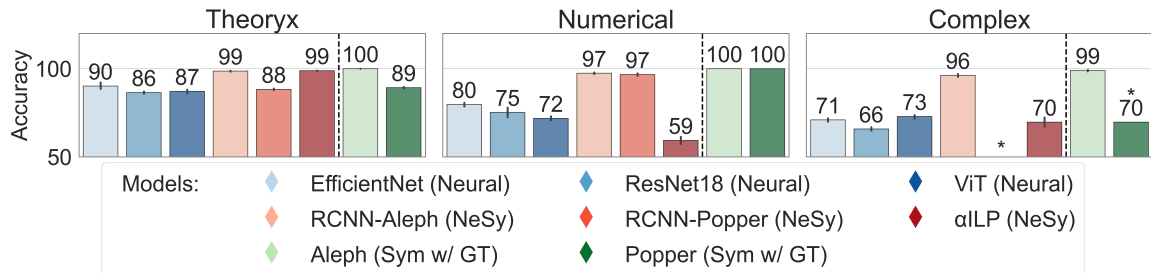 Theoryx Numerical Complex
Accuracy
100
50
90 86 87 99 88 99 100 89
80 75 72 97 97 59 100 100
71 66 73 96 * 70 99 * 70
Models: EfficientNet (Neural) ResNet18 (Neural) ViT (Neural)
RCNN-Aleph (NeSy) RCNN-Popper (NeSy) αILP (NeSy)
Aleph (Sym w/ GT) Popper (Sym w/ GT)